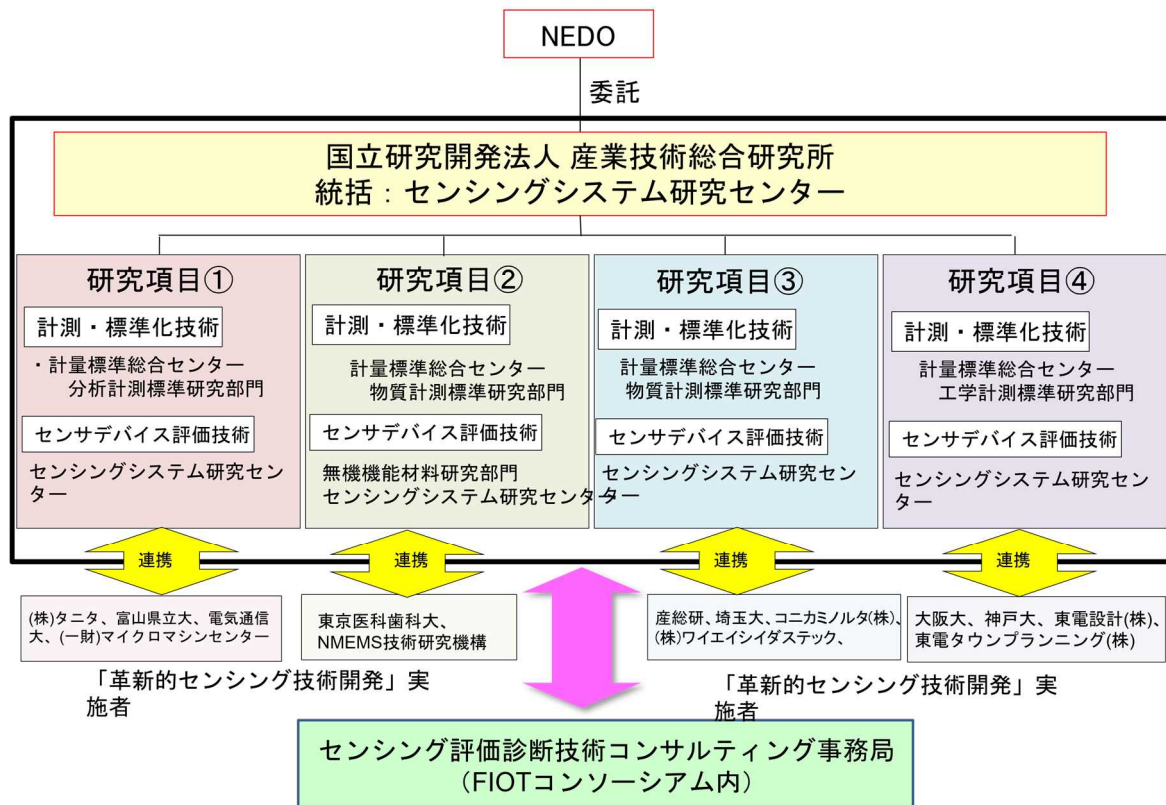 NEDO
委託
国立研究開発法人 産業技術総合研究所
統括：センシングシステム研究センター
研究項目①
計測・標準化技術
・計量標準総合センター
分析計測標準研究部門
センサデバイス評価技術
センシングシステム研究セン
ター
研究項目②
計測・標準化技術
計量標準総合センター
物質計測標準研究部門
センサデバイス評価技術
無機機能材料研究部門
センシングシステム研究センター
研究項目③
計測・標準化技術
計量標準総合センター
物質計測標準研究部門
センサデバイス評価技術
センシングシステム研究セン
ター
研究項目④
計測・標準化技術
計量標準総合センター
工学計測標準研究部門
センサデバイス評価技術
センシングシステム研究セン
ター
連携
連携
連携
連携
(株)タニタ、富山県立大、電気通信
大、(一財)マイクロマシンセンター
東京医科歯科大、
NMEMS技術研究機構
産総研、埼玉大、コニカミノルタ(株)、
(株)ワイエイシイダステック、
大阪大、神戸大、東電設計(株)、
東電タウンプランニング(株)
「革新的センシング技術開発」実
施者
「革新的センシング技術開発」実
施者
センシング評価診断技術コンサルティング事務局
（FIOTコンソーシアム内）